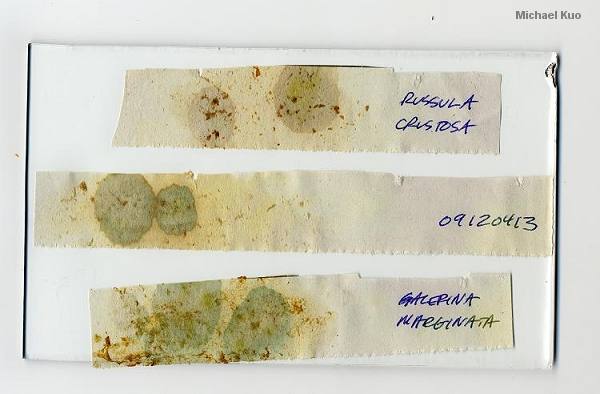 Michael Kuo
RUSSULA
CRUSTOSA
09120413
GALERINA
MARGINATA